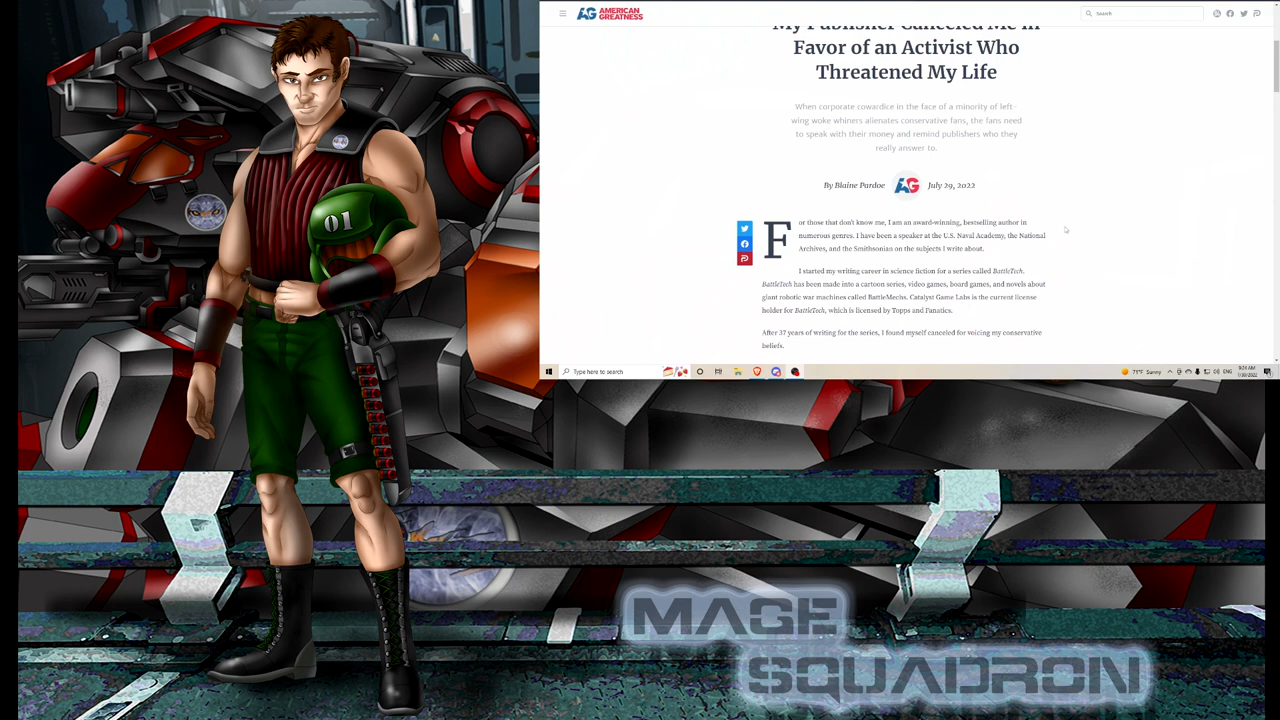 AMERICAN
GREATNESS
Search
My Publisher Canceled Me in
Favor of an Activist Who
Threatened My Life
When corporate cowardice in the face of a minority of left-
wing woke whiners alienates conservative fans, the fans need
to speak with their money and remind publishers who they
really answer to.
By Blaine Pardoe
July 29, 2022
For those that don't know me, I am an award-winning, bestselling author in
numerous genres. I have been a speaker at the U.S. Naval Academy, the National
Archives, and the Smithsonian on the subjects I write about.
I started my writing career in science fiction for a series called BattleTech.
BattleTech has been made into a cartoon series, video games, board games, and novels about
giant robotic war machines called BattleMechs. Catalyst Game Labs is the current license
holder for BattleTech, which is licensed by Topps and Fanatics.
After 37 years of writing for the series, I found myself canceled for voicing my conservative
beliefs.
Type here to search
Sunny
ENG
9:24 AM
01
MAGE
SQUADRON